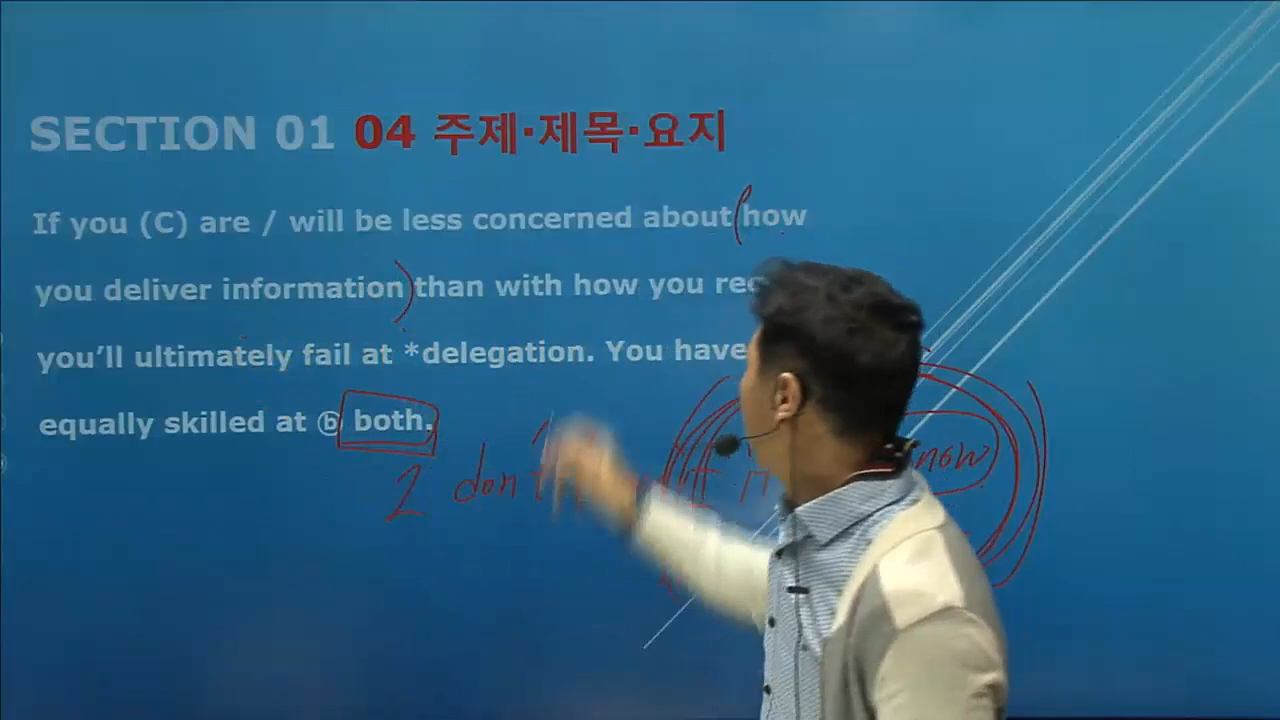 SECTION 01 04 주제·제목·요지
If you (C) are / will be less concerned about how
you deliver information than with how you
you’ll ultimately fail at *delegation. You have
equally skilled at ⓑ both.
2 don't
now